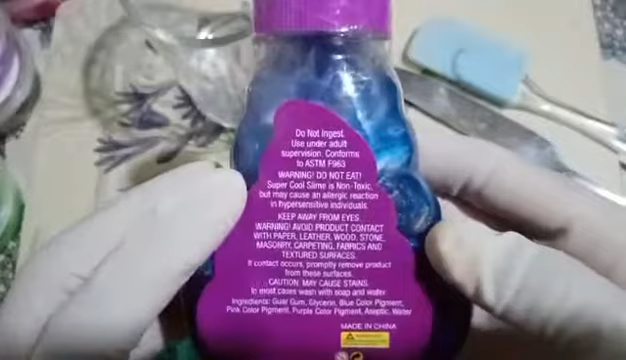 Do Not Ingest.
Use under adult
supervision. Conforms
to ASTM F963
WARNING! DO NOT EAT!
Super Cool Slime is Non-Toxic,
but may cause an allergic reaction
in hypersensitive individuals.
KEEP AWAY FROM EYES.
WARNING! AVOID PRODUCT CONTACT
WITH PAPER, LEATHER, WOOD, STONE,
MASONRY, CARPETING, FABRICS AND
TEXTURED SURFACES.
If contact occurs, promptly remove product
from these surfaces.
CAUTION: MAY CAUSE STAINS.
In most cases wash with soap and water
Ingredients: Guar Gum, Glycerin, Blue Color Pigment,
Pink Color Pigment, Purple Color Pigment, Aseptic, Water
MADE IN CHINA